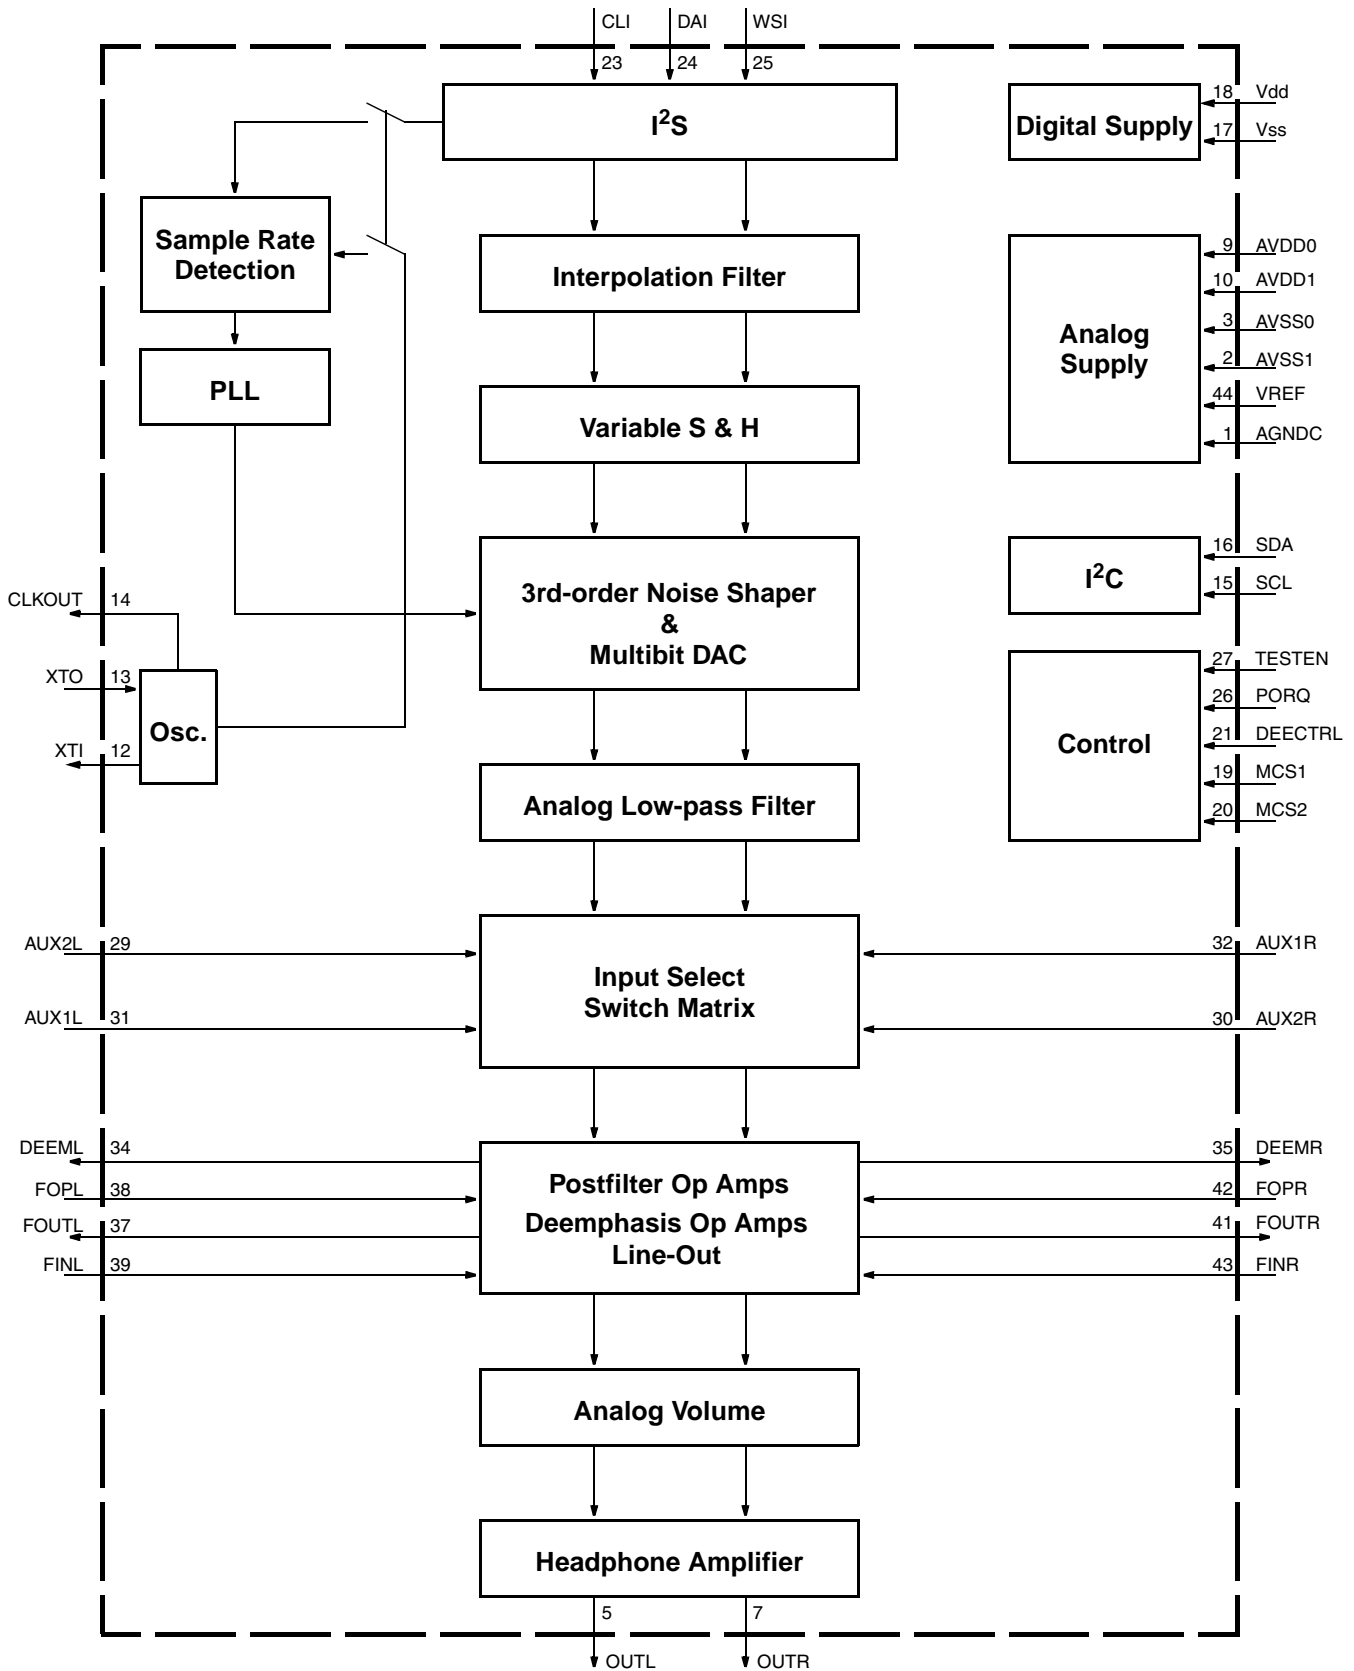 CLI DAI WSI
23 24 25
I²S
Digital Supply
18 Vdd
17 Vss
Sample Rate
Detection
Interpolation Filter
Analog
Supply
9 AVDD0
10 AVDD1
3 AVSS0
2 AVSS1
44 VREF
1 AGNDC
PLL
Variable S & H
3rd-order Noise Shaper
&
Multibit DAC
I²C
16 SDA
15 SCL
CLKOUT 14
XTO 13
Osc.
XTI 12
Control
27 TESTEN
26 PORQ
21 DEECTRL
19 MCS1
20 MCS2
Analog Low-pass Filter
AUX2L 29
AUX1L 31
Input Select
Switch Matrix
32 AUX1R
30 AUX2R
DEEML 34
FOPL 38
FOUTL 37
FINL 39
Postfilter Op Amps
Deemphasis Op Amps
Line-Out
35 DEEMR
42 FOPR
41 FOUTR
43 FINR
Analog Volume
Headphone Amplifier
5 7
OUTL OUTR